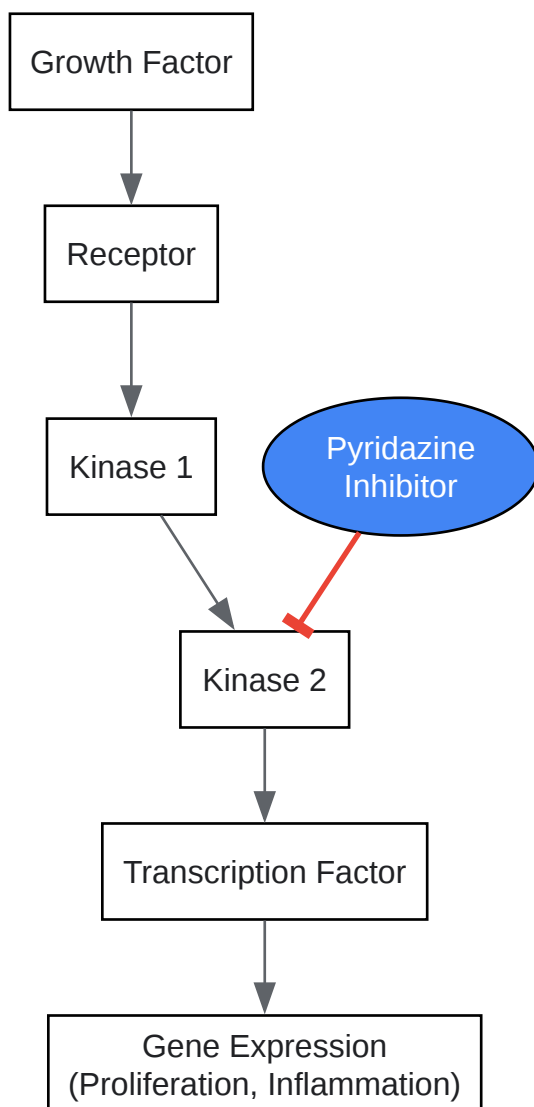 Growth Factor
Receptor
Kinase 1
Pyridazine
Inhibitor
Kinase 2
Transcription Factor
Gene Expression
(Proliferation, Inflammation)